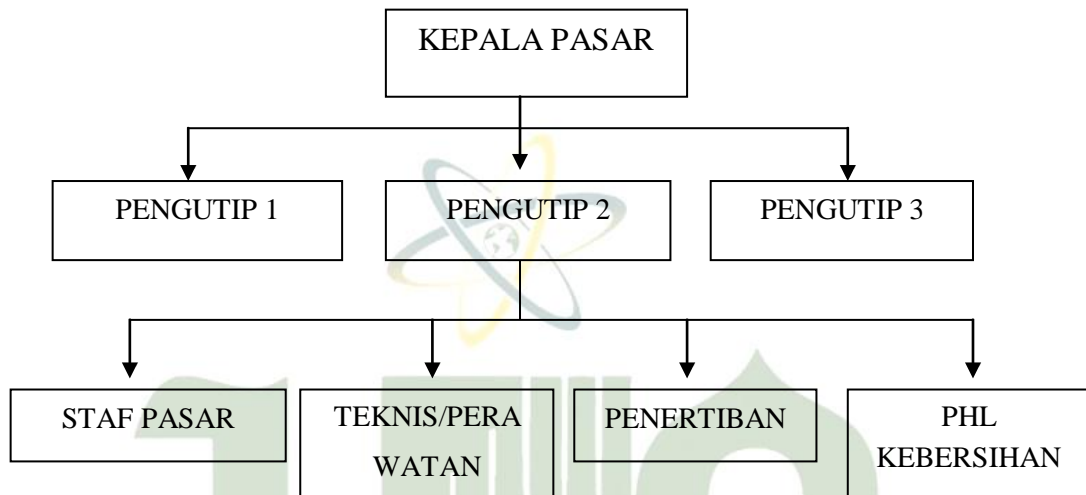 KEPALA PASAR
PENGUTIP 1
PENGUTIP 2
PENGUTIP 3
STAF PASAR
TEKNIS/PERA
WATAN
PENERTIBAN
PHL
KEBERSIHAN